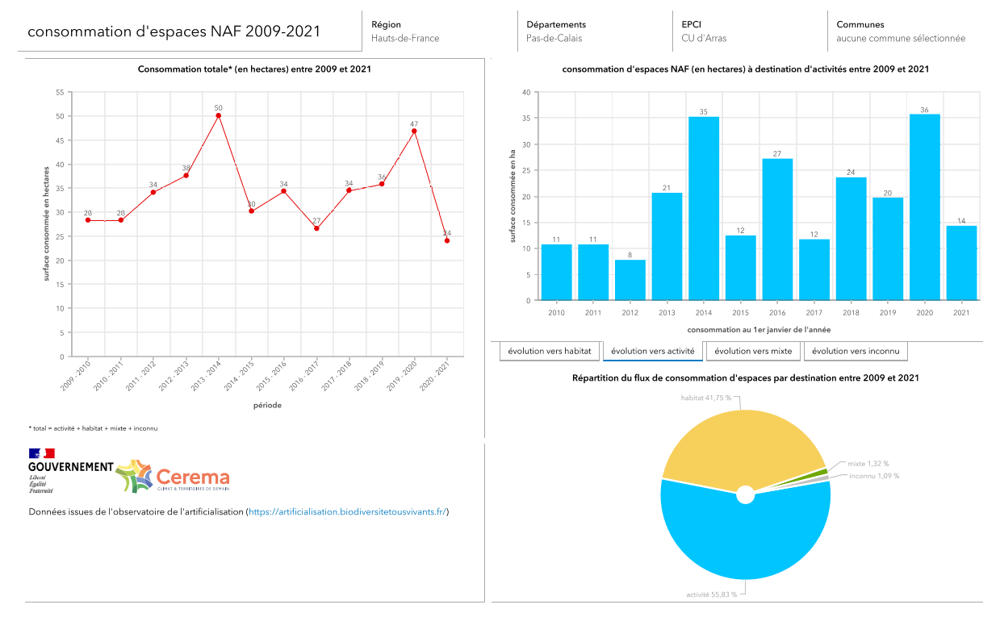 consommation d'espaces NAF 2009-2021
Région
Hauts-de-France
Départements
Pas-de-Calais
EPCI
CU d'Arras
Communes
aucune commune sélectionnée
Consommation totale* (en hectares) entre 2009 et 2021
55
50
45
40
35
30
25
20
15
10
5
0
surface consommée en hectares
28
28
34
38
50
30
34
27
34
36
47
24
2009 - 2010
2010 - 2011
2011 - 2012
2012 - 2013
2013 - 2014
2014 - 2015
2015 - 2016
2016 - 2017
2017 - 2018
2018 - 2019
2019 - 2020
2020 - 2021
période
* total = activité + habitat + mixte + inconnu
GOUVERNEMENT
Liberté
Égalité
Fraternité
Cerema
CLIMAT & TERRITOIRES DE DEMAIN
Données issues de l'observatoire de l'artificialisation (https://artificialisation.biodiversitetousvivants.fr/)
consommation d'espaces NAF (en hectares) à destination d'activités entre 2009 et 2021
40
35
30
25
20
15
10
5
0
surface consommée en ha
11
11
8
21
35
12
27
12
24
20
36
14
2010
2011
2012
2013
2014
2015
2016
2017
2018
2019
2020
2021
consommation au 1er janvier de l'année
évolution vers habitat
évolution vers activité
évolution vers mixte
évolution vers inconnu
Répartition du flux de consommation d'espaces par destination entre 2009 et 2021
habitat 41,75 %
mixte 1,32 %
inconnu 1,09 %
activité 55,83 %